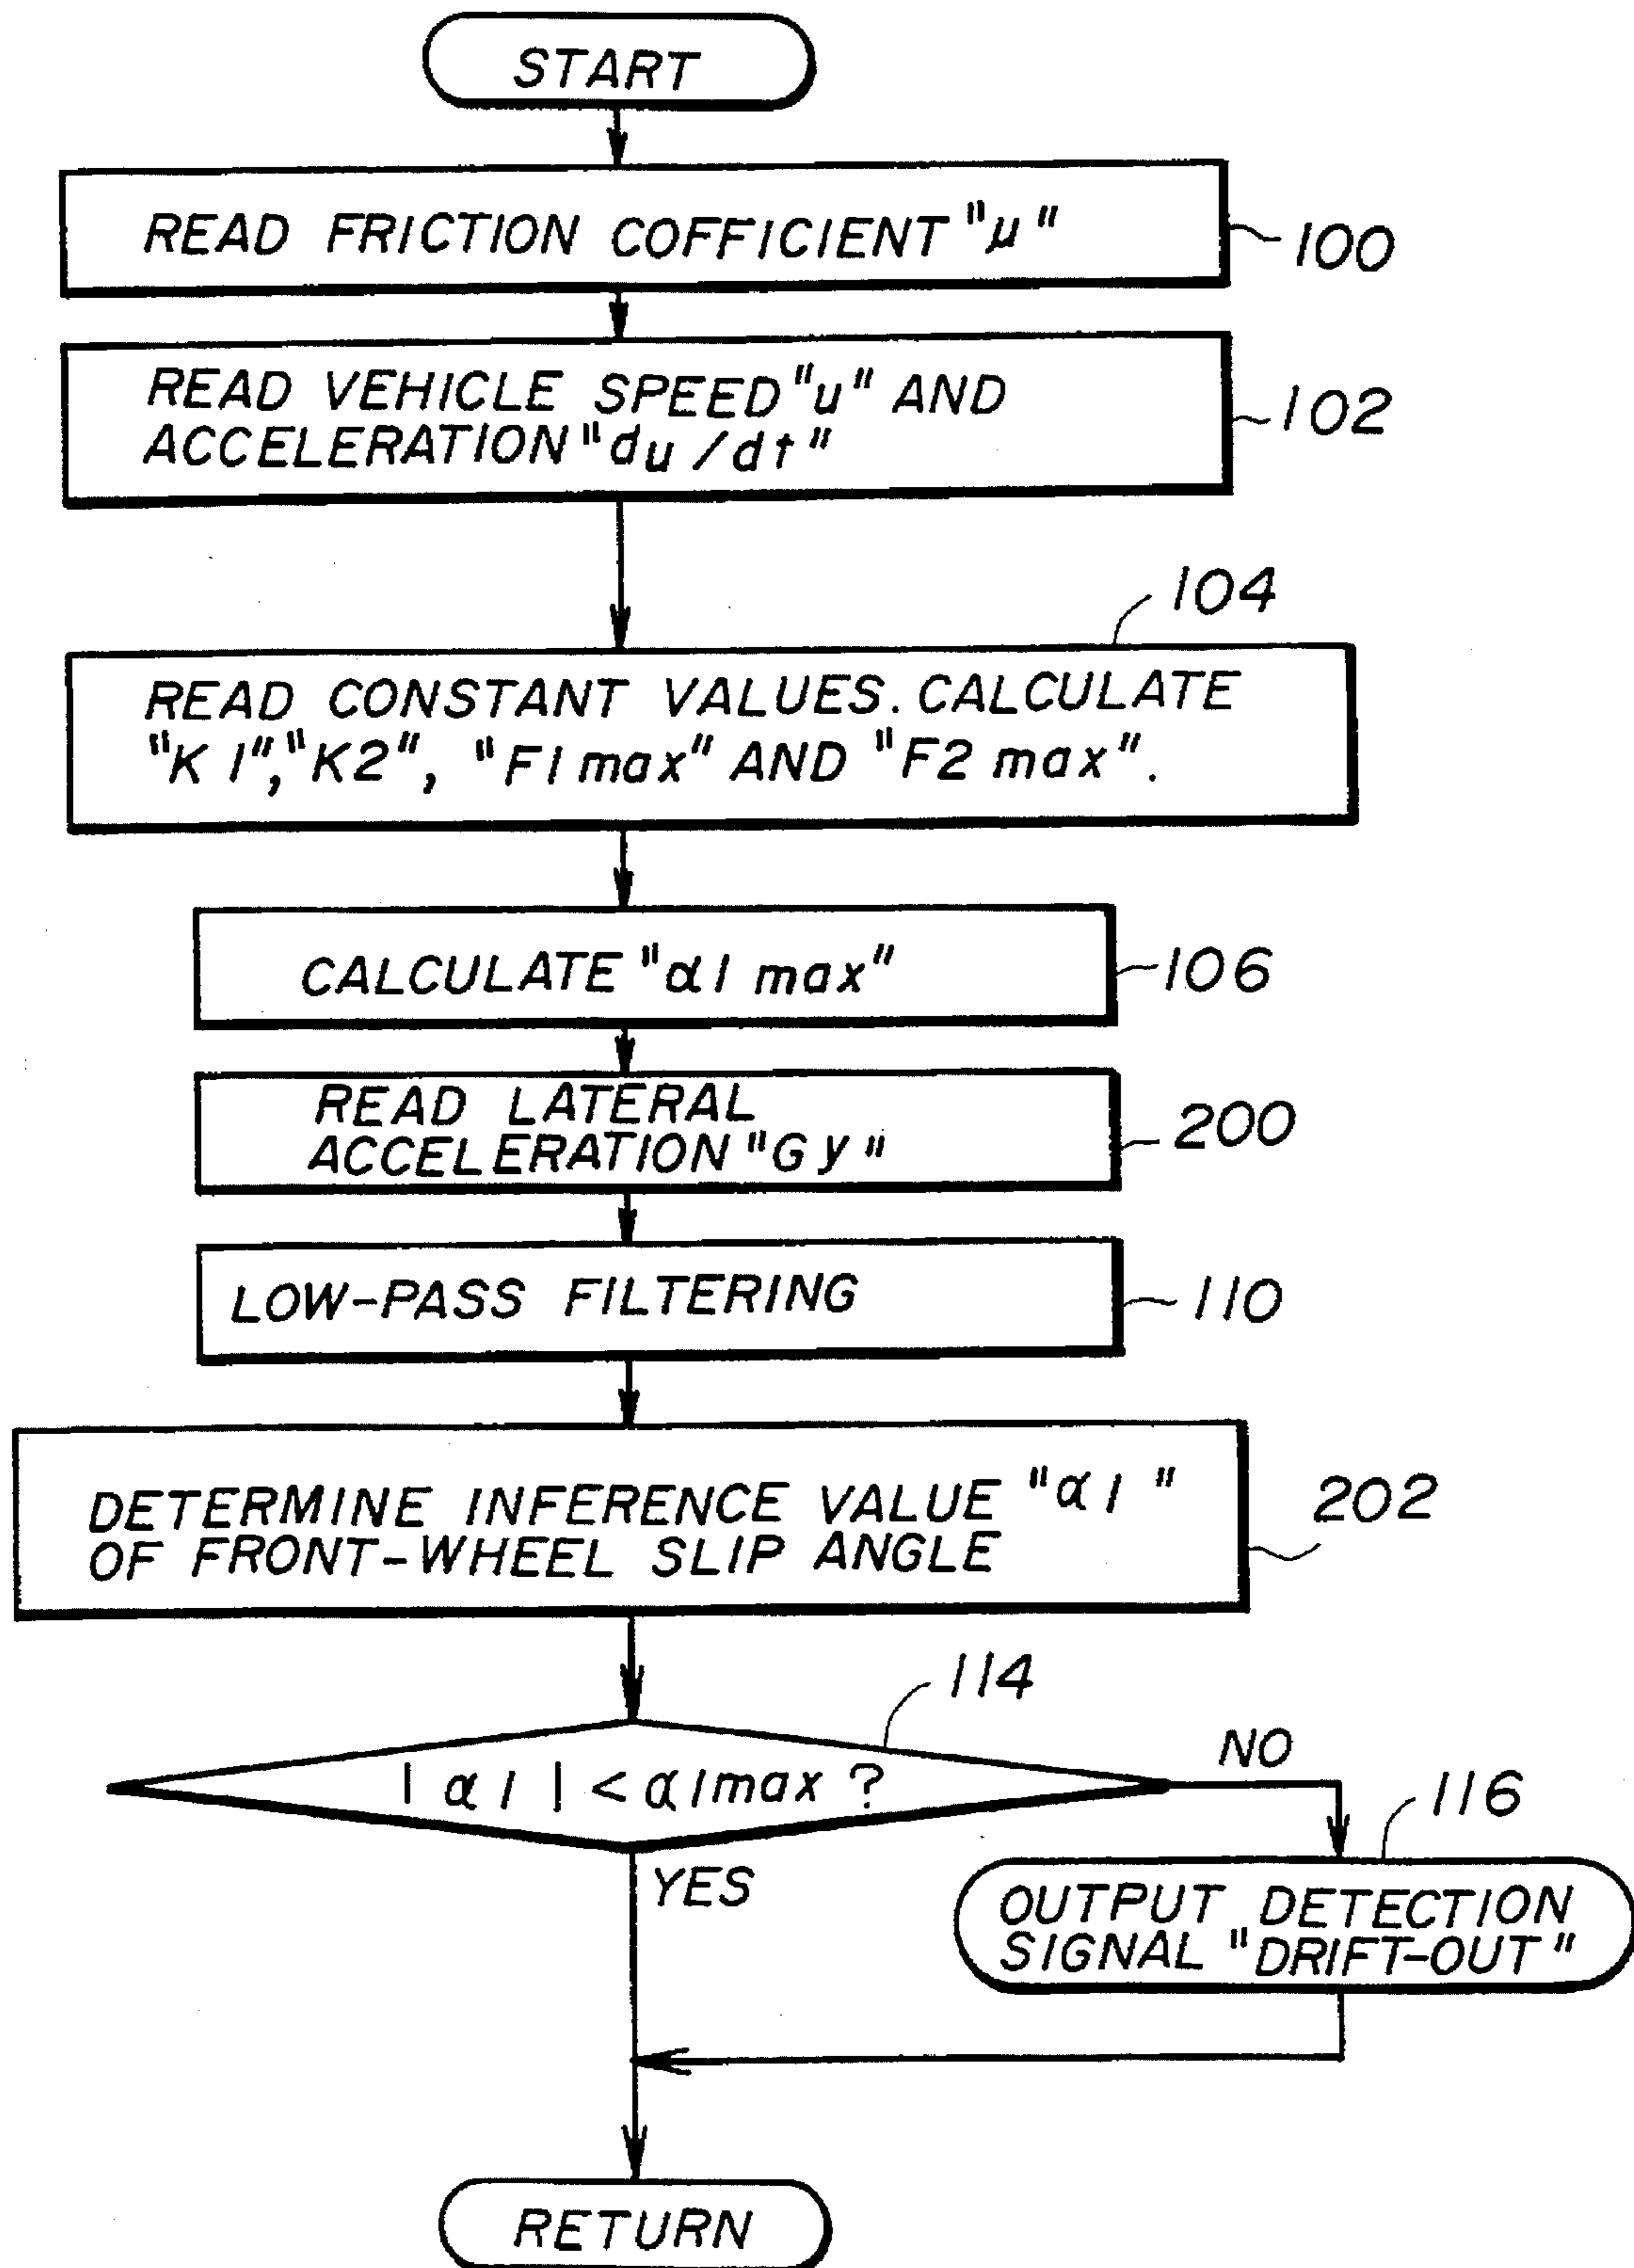 START
READ FRICTION COFFICIENT "μ"
100
READ VEHICLE SPEED "u" AND
ACCELERATION "du/dt"
102
104
READ CONSTANT VALUES. CALCULATE
"K1", "K2", "F1max" AND "F2 max".
CALCULATE "α1 max"
106
READ LATERAL
ACCELERATION "Gy"
200
LOW-PASS FILTERING
110
DETERMINE INFERENCE VALUE "α1"
OF FRONT-WHEEL SLIP ANGLE
202
114
|α1| < α1max ?
NO
116
YES
OUTPUT DETECTION
SIGNAL "DRIFT-OUT"
RETURN